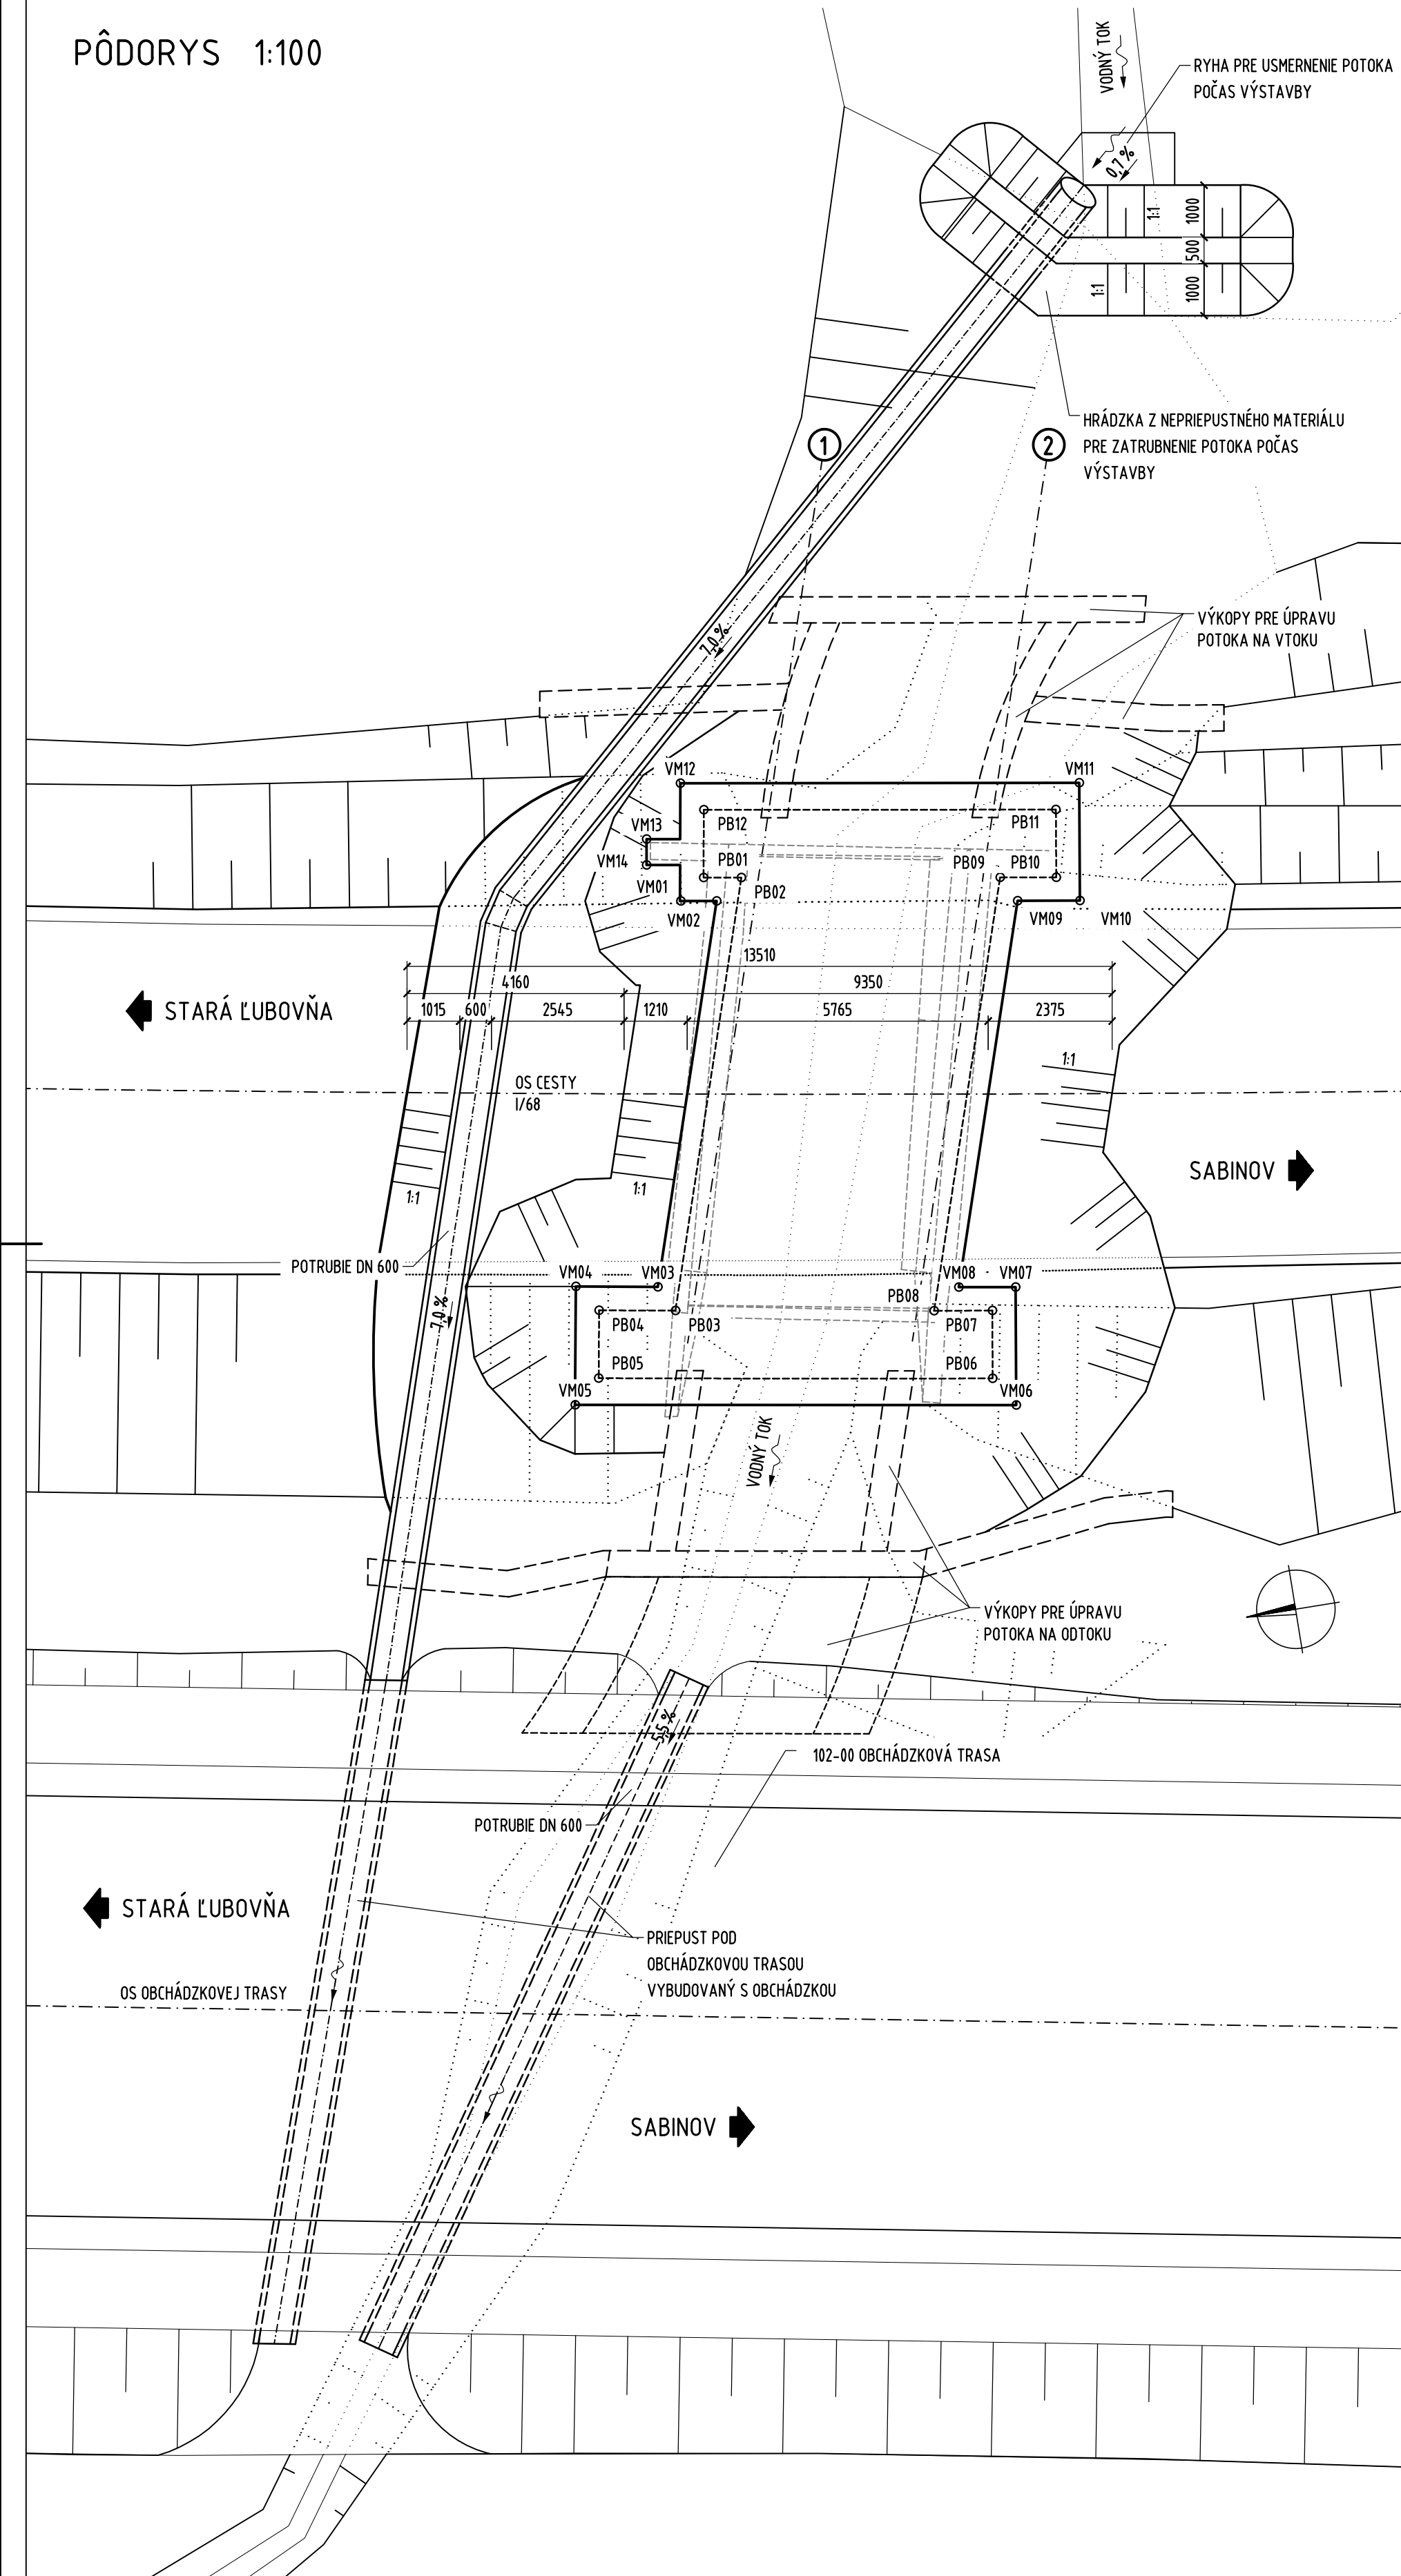 PÔDORYS 1:100
VODNÝ TOK
RYHA PRE USMERNENIE POTOKA
POČAS VÝSTAVBY
0,7%
1:1
1000
500
1:1
1000
HRÁDZKA Z NEPRIEPUSTNÉHO MATERIÁLU
PRE ZATRUBNENIE POTOKA POČAS
VÝSTAVBY
1
2
VÝKOPY PRE ÚPRAVU
POTOKA NA VTOKU
7,0%
VM12
VM11
VM13
PB12
PB11
VM14
PB01
PB09
PB10
VM01
PB02
VM02
VM09
VM10
13510
4160
9350
1015
600
2545
1210
5765
2375
STARÁ ĽUBOVŇA
OS CESTY
I/68
1:1
SABINOV
1:1
1:1
POTRUBIE DN 600
VM04
VM03
VM08
VM07
PB08
7,0%
PB04
PB03
PB07
PB05
PB06
VM05
VM06
VODNÝ TOK
VÝKOPY PRE ÚPRAVU
POTOKA NA ODTOKU
5,5%
102-00 OBCHÁDZKOVÁ TRASA
POTRUBIE DN 600
STARÁ ĽUBOVŇA
PRIEPUST POD
OBCHÁDZKOVOU TRASOU
VYBUDOVANÝ S OBCHÁDZKOU
OS OBCHÁDZKOVEJ TRASY
SABINOV